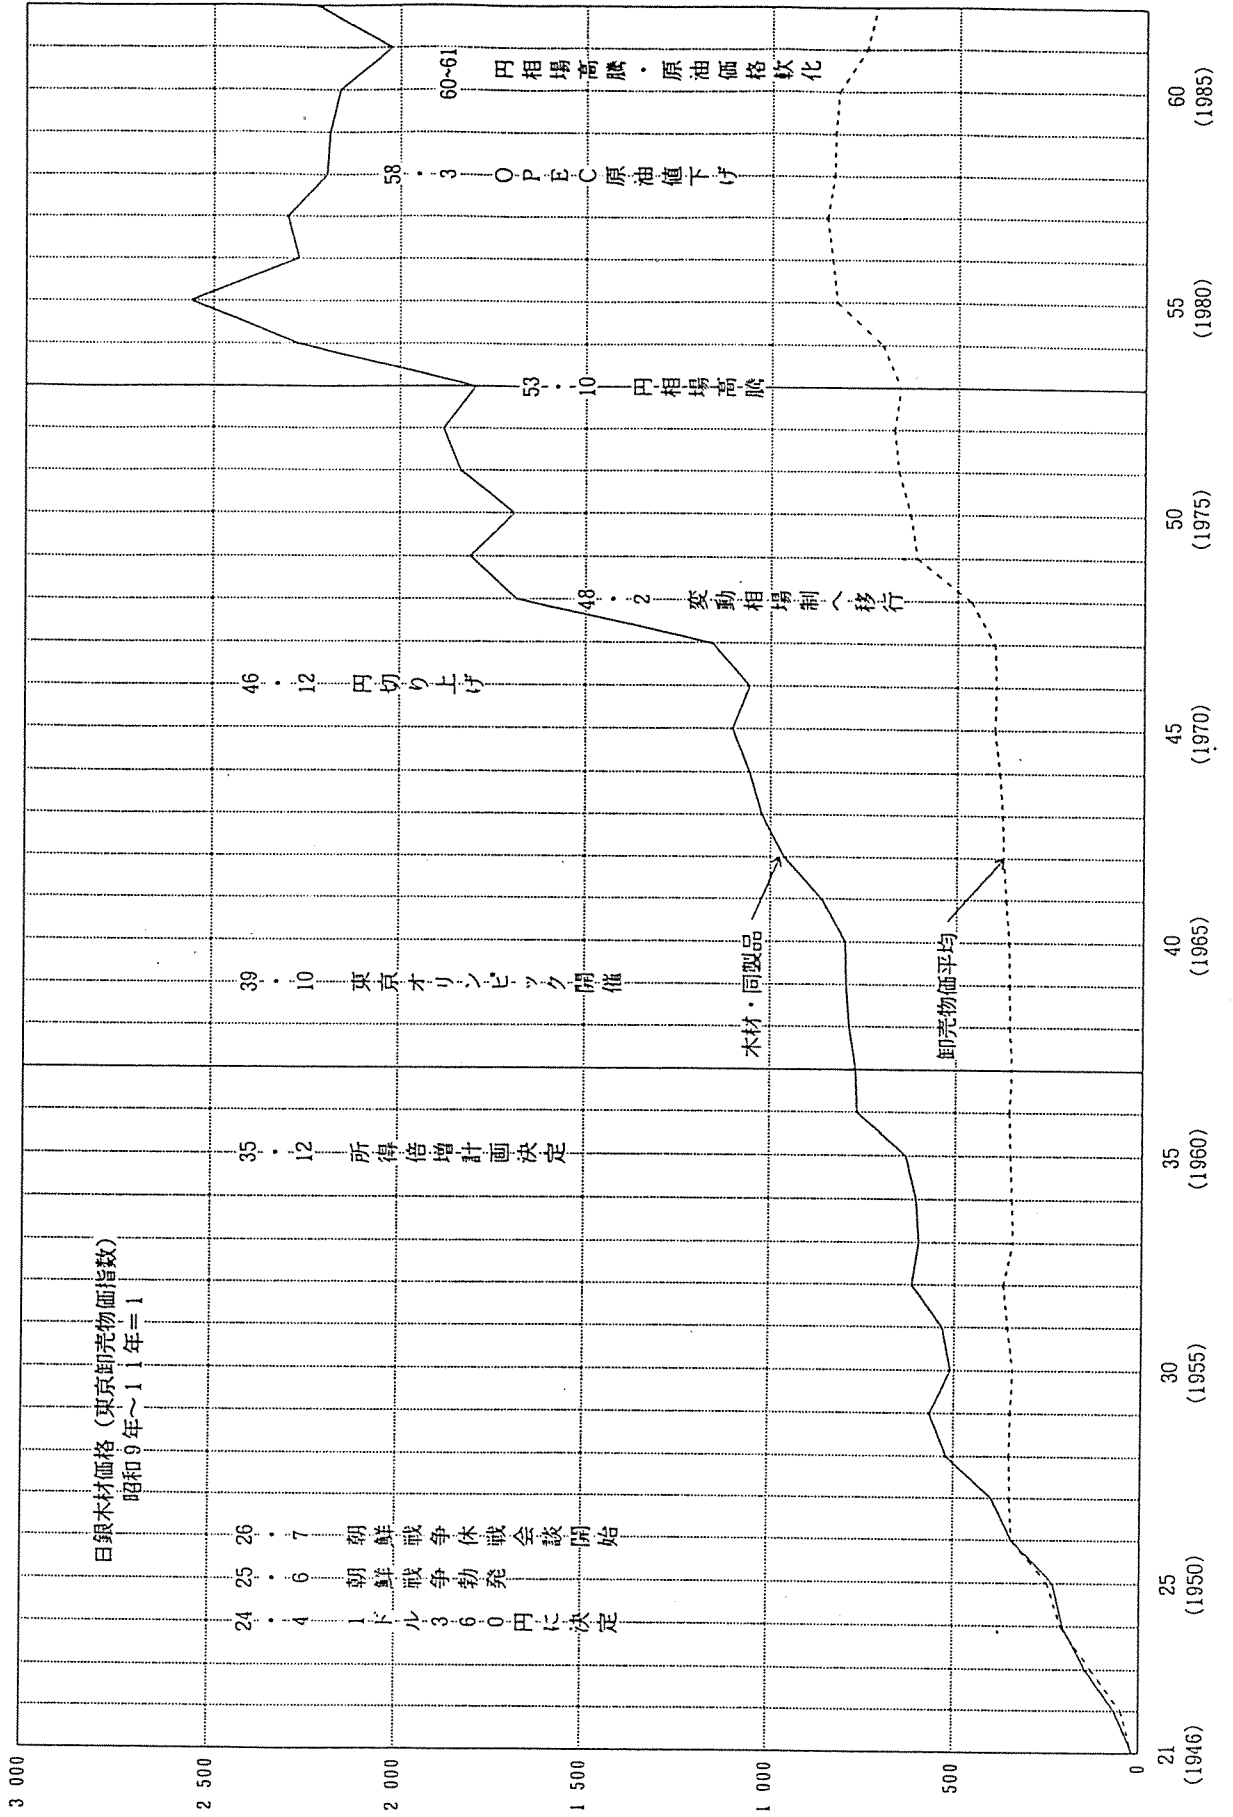 日銀木材価格（東京卸売物価指数）
昭和９年～１１年＝１
3 000
2 500
2 000
1 500
1 000
500
0
24・4 １ドル３６０円に決定
25・6 朝鮮戦争勃発
26・7 朝鮮戦争休戦会談開始
35・12 所得倍増計画決定
39・10 東京オリンピック開催
46・12 円切り上げ
48・2 変動相場制へ移行
53・10 円相場高騰
58・3 ＯＰＥＣ原油値下げ
60~61 円相場高騰・原油価格軟化
木材・同製品
卸売物価平均
21 25 30 35 40 45 50 55 60
(1946) (1950) (1955) (1960) (1965) (1970) (1975) (1980) (1985)